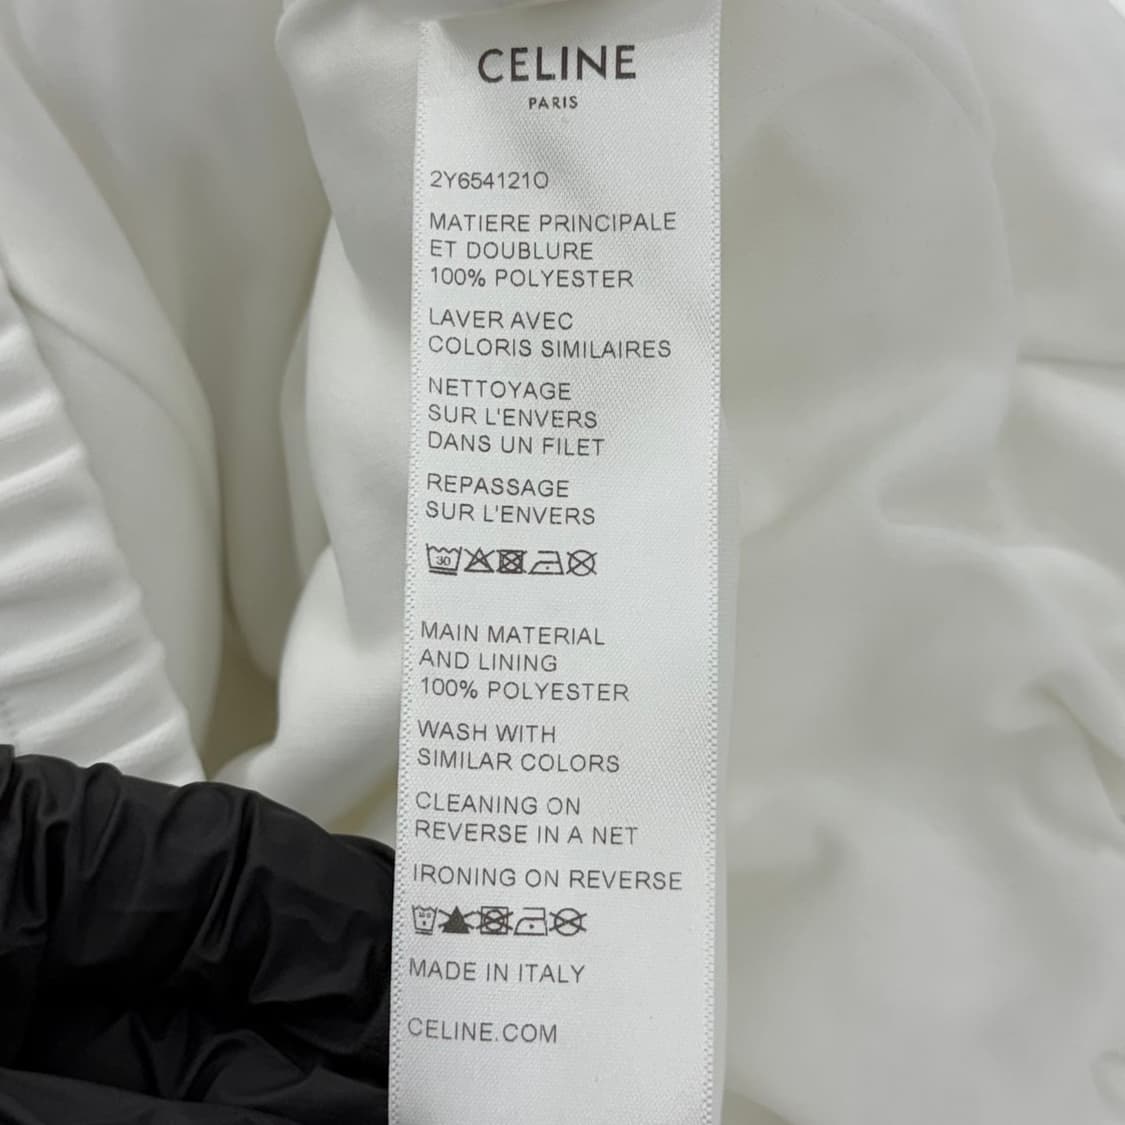 CELINE
PARIS
2Y654121O
MATIERE PRINCIPALE
ET DOUBLURE
100% POLYESTER
LAVER AVEC
COLORIS SIMILAIRES
NETTOYAGE
SUR L'ENVERS
DANS UN FILET
REPASSAGE
SUR L'ENVERS
30
MAIN MATERIAL
AND LINING
100% POLYESTER
WASH WITH
SIMILAR COLORS
CLEANING ON
REVERSE IN A NET
IRONING ON REVERSE
MADE IN ITALY
CELINE.COM